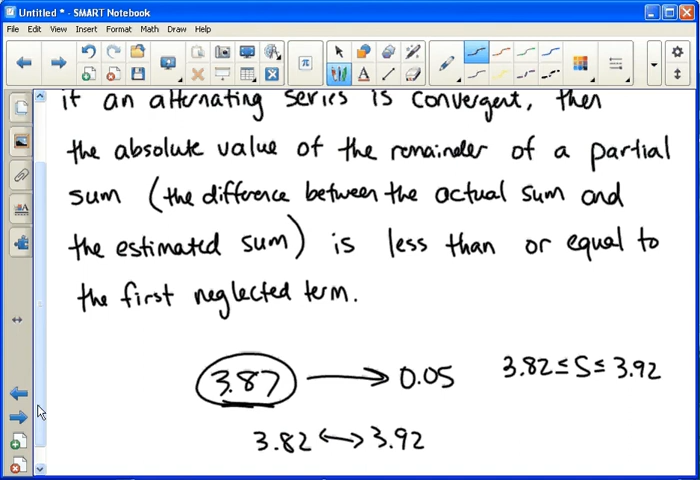 Untitled * - SMART Notebook
File Edit View Insert Format Math Draw Tools Help
π
A
if an alternating series is convergent, then
the absolute value of the remainder of a partial
sum (the difference between the actual sum and
the estimated sum) is less than or equal to
the first neglected term.
3.87 → 0.05 3.82 ≤ S ≤ 3.92
3.82 ↔ 3.92